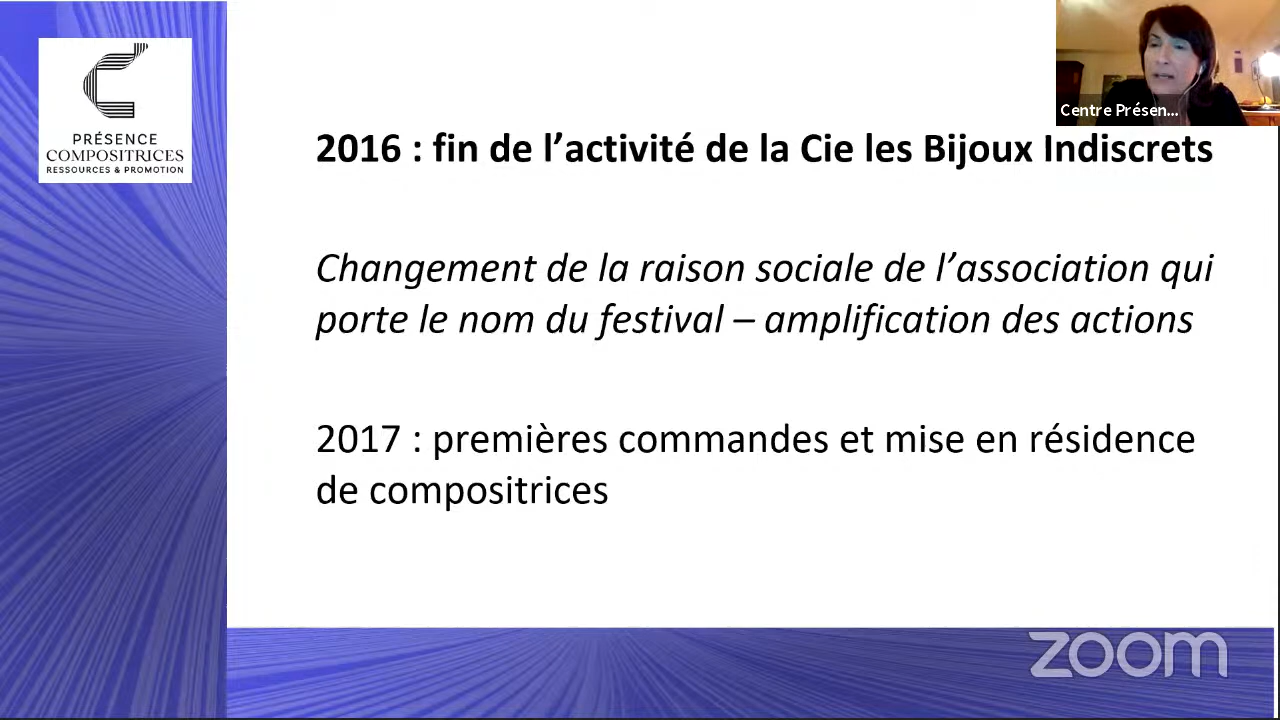 PRÉSENCE
COMPOSITRICES
RESSOURCES & PROMOTION
Centre Présen...
2016 : fin de l’activité de la Cie les Bijoux Indiscrets
Changement de la raison sociale de l’association qui
porte le nom du festival – amplification des actions
2017 : premières commandes et mise en résidence
de compositrices
zoom